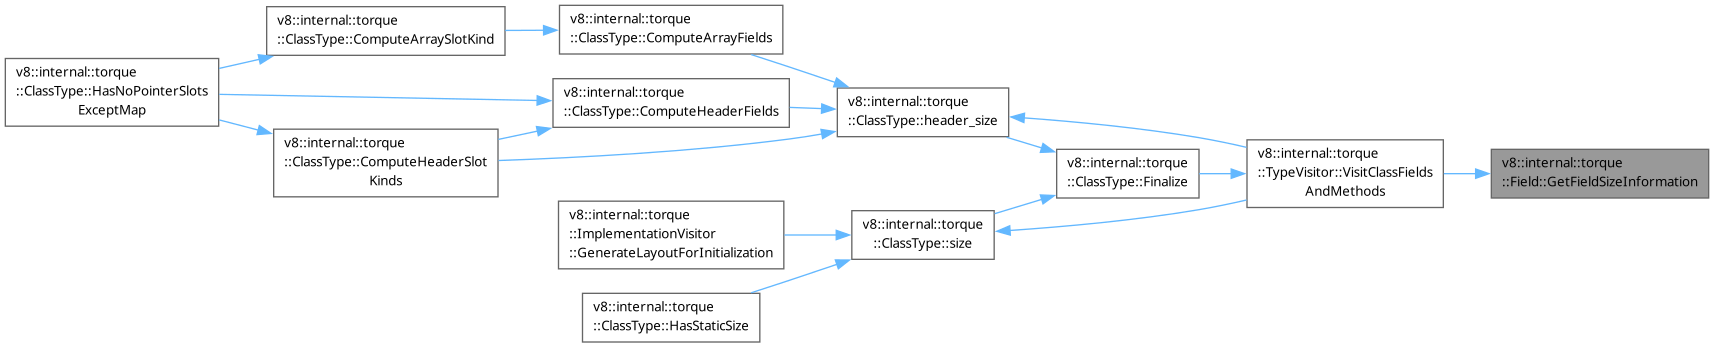 v8::internal::torque
::ClassType::HasNoPointerSlots
ExceptMap
v8::internal::torque
::ClassType::ComputeArraySlotKind
v8::internal::torque
::ClassType::ComputeHeaderSlot
Kinds
v8::internal::torque
::ClassType::ComputeArrayFields
v8::internal::torque
::ClassType::ComputeHeaderFields
v8::internal::torque
::ImplementationVisitor
::GenerateLayoutForInitialization
v8::internal::torque
::ClassType::HasStaticSize
v8::internal::torque
::ClassType::header_size
v8::internal::torque
::ClassType::size
v8::internal::torque
::ClassType::Finalize
v8::internal::torque
::TypeVisitor::VisitClassFields
AndMethods
v8::internal::torque
::Field::GetFieldSizeInformation